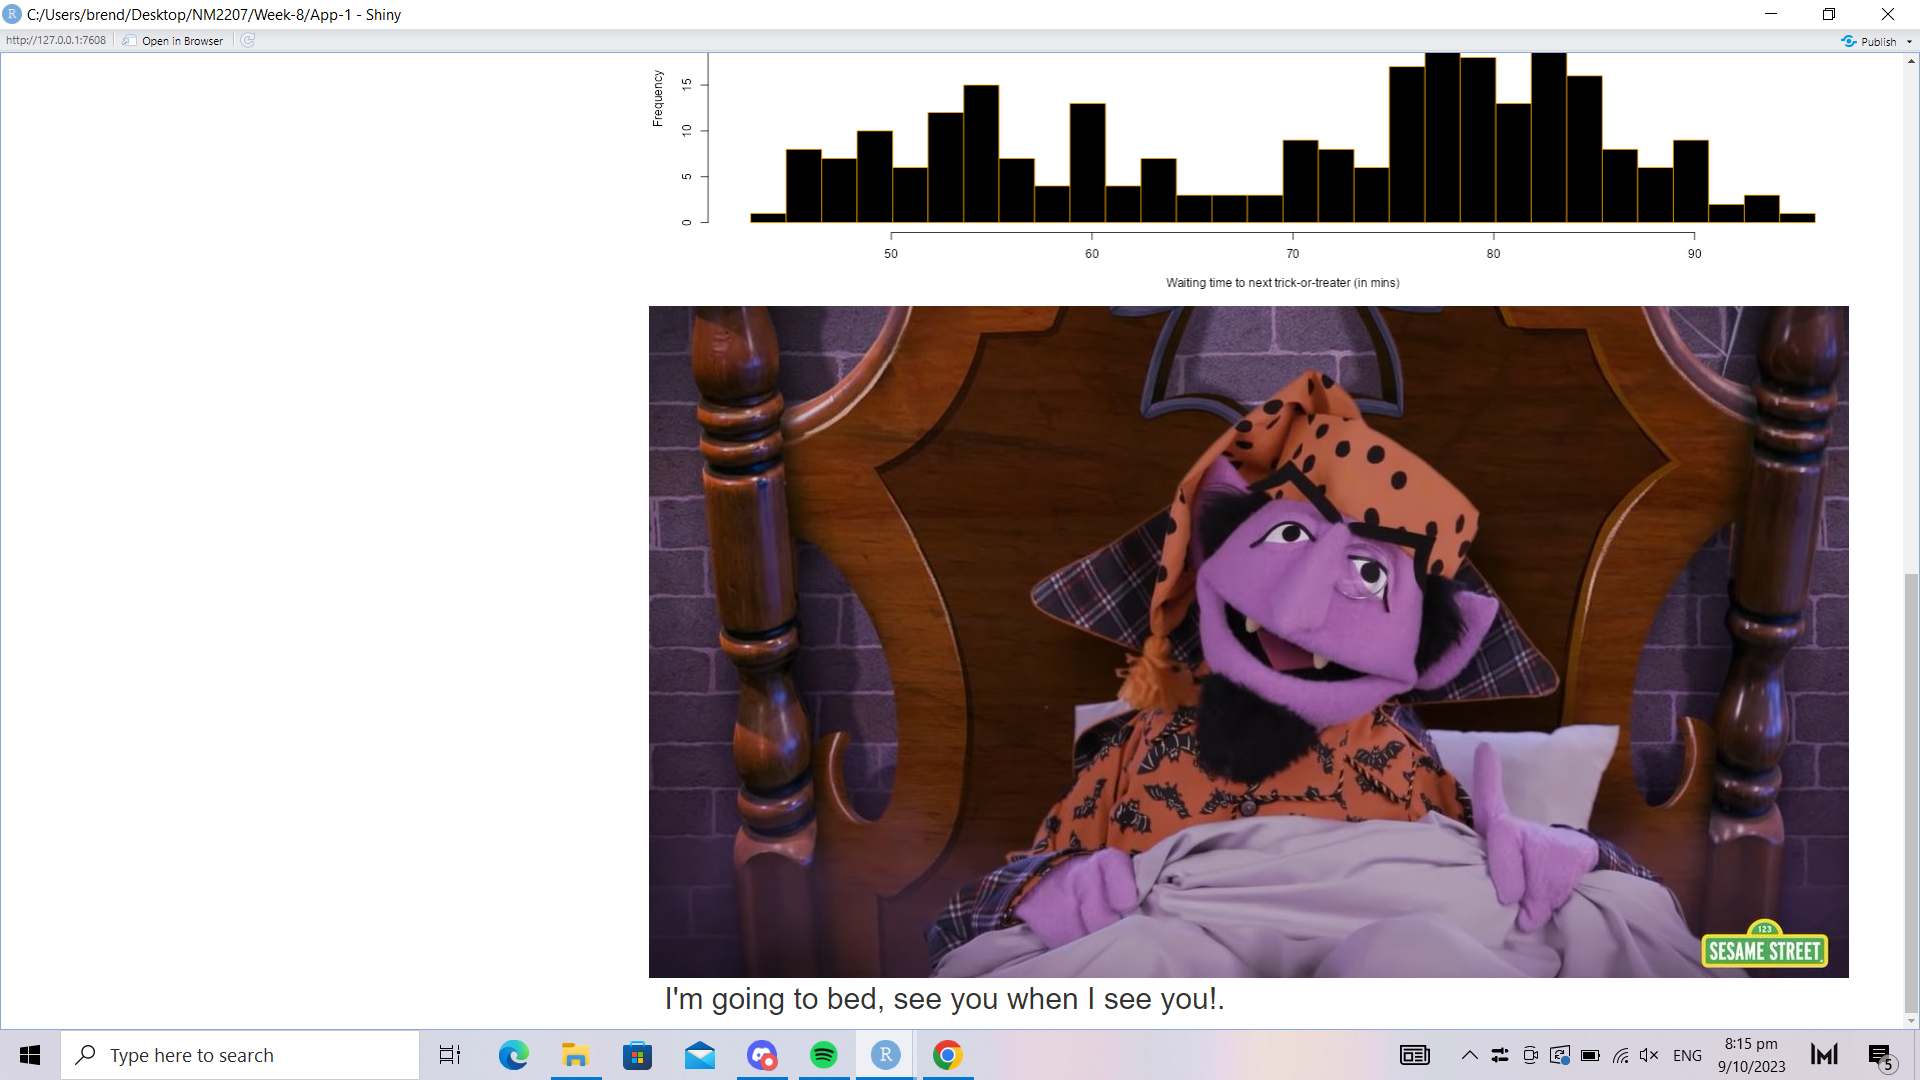 C:/Users/brend/Desktop/NM2207/Week-8/App-1 - Shiny
http://127.0.0.1:7608
Open in Browser
Publish
Frequency
15
10
5
0
50 60 70 80 90
Waiting time to next trick-or-treater (in mins)
123
SESAME STREET
I'm going to bed, see you when I see you!.
Type here to search
R
ENG
8:15 pm
9/10/2023
5